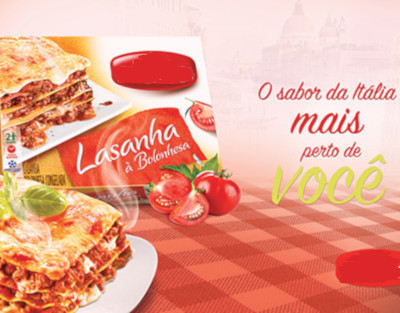 Lasanha
à Bolonhesa
O sabor da Itália
mais
perto de
você